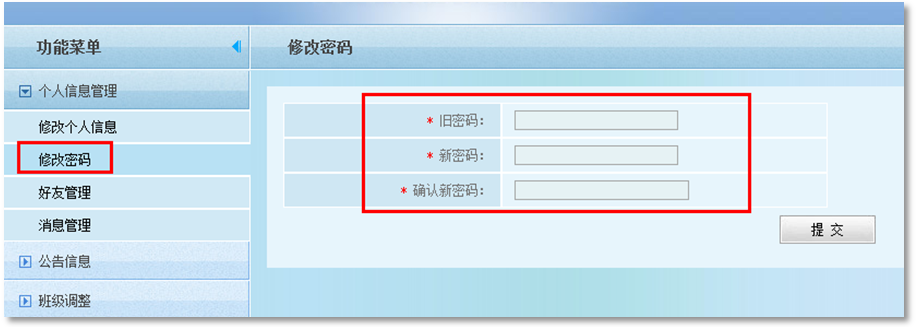 功能菜单
修改密码
个人信息管理
修改个人信息
修改密码
好友管理
消息管理
公告信息
班级调整
* 旧密码：
* 新密码：
* 确认新密码：
提 交